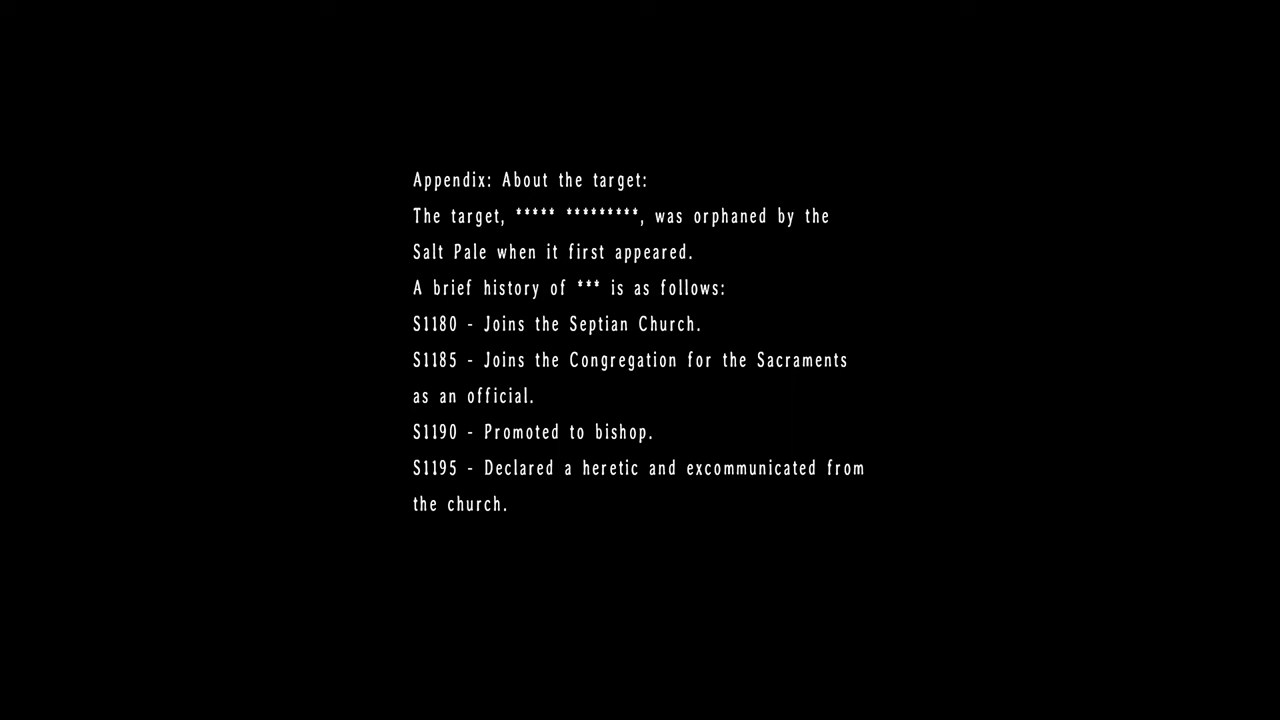 Appendix: About the target:
The target, ***** *********, was orphaned by the
Salt Pale when it first appeared.
A brief history of *** is as follows:
S1180 - Joins the Septian Church.
S1185 - Joins the Congregation for the Sacraments
as an official.
S1190 - Promoted to bishop.
S1195 - Declared a heretic and excommunicated from
the church.